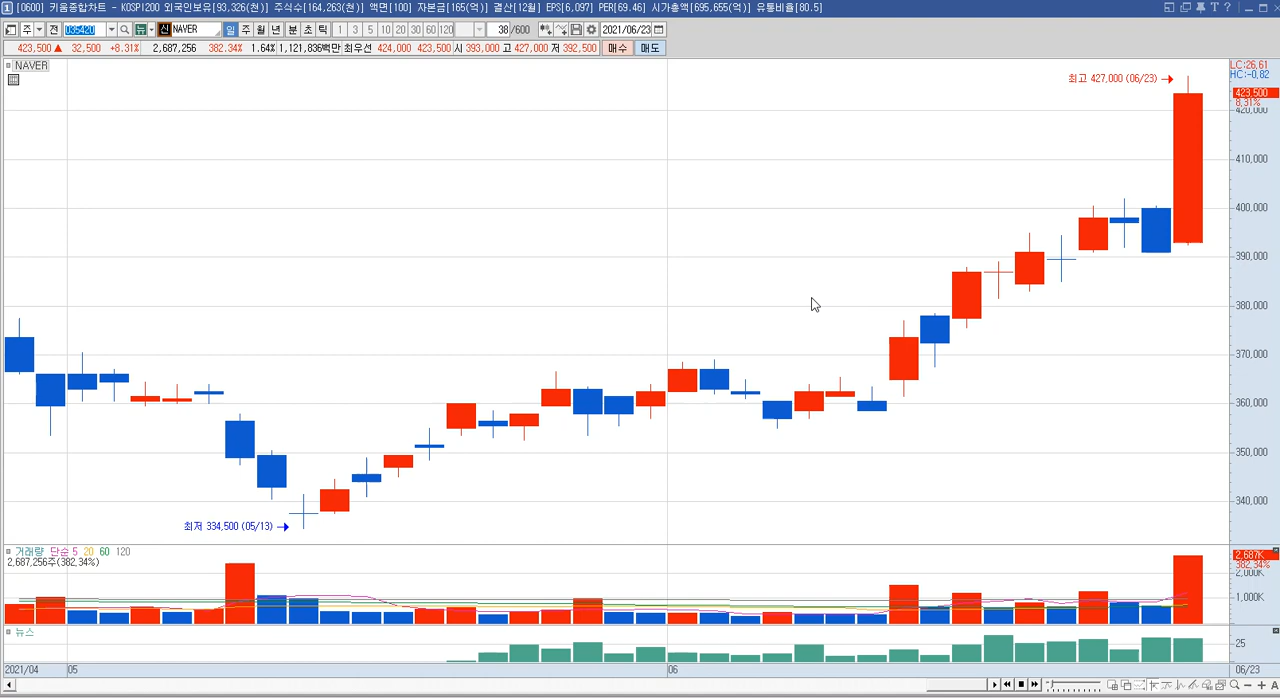 [0600] 키움종합차트 - KOSPI200 외국인보유[93,326(천)] 주식수[164,263(천)] 액면[100] 자본금[165(억)] 결산[12월] EPS[6,097] PER[69.46] 시가총액[695,655(억)] 유통비율[80.5]
주 전 035420 뉴 신 NAVER 일 주 월 년 분 초 틱 1 3 5 10 20 30 60 120 38 /600 2021/06/23
423,500 ▲ 32,500 +8.31% 2,687,256 382.34% 1.64% 1,121,836백만 최우선 424,000 423,500 시 393,000 고 427,000 저 392,500 매수 매도
NAVER
LC:26.61
HC:-0.82
최고 427,000 (06/23)
423,500
8.31%
420,000
410,000
400,000
390,000
380,000
370,000
360,000
350,000
340,000
최저 334,500 (05/13)
거래량 단순 5 20 60 120
2,687,256주(382.34%)
2,687K
382.34%
2,000K
1,000K
뉴스
25
2021/04 05 06 06/23